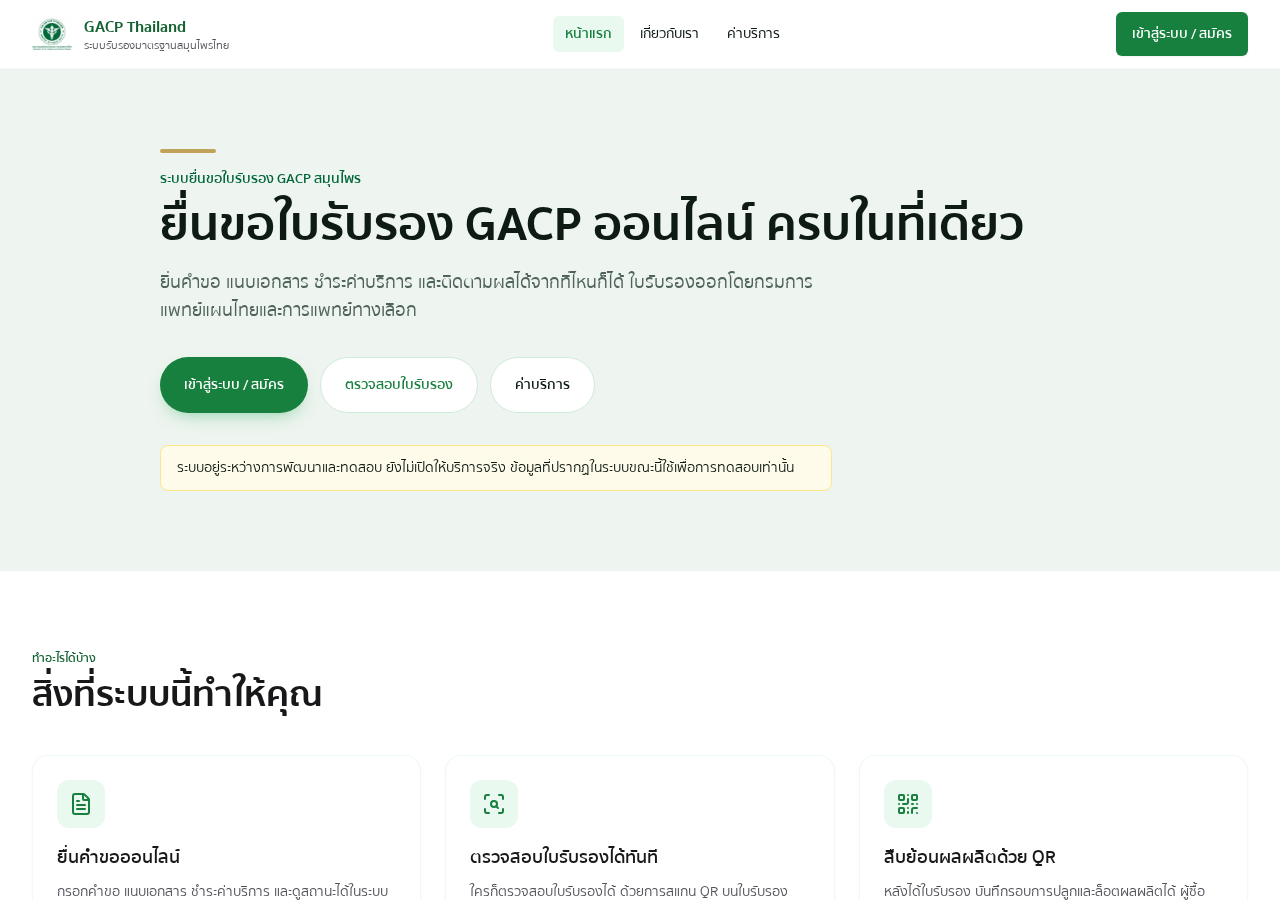 GACP Thailand
ระบบรับรองมาตรฐานสมุนไพรไทย
หน้าแรก
เกี่ยวกับเรา
ค่าบริการ
เข้าสู่ระบบ / สมัคร
ระบบยื่นขอใบรับรอง GACP สมุนไพร
ยื่นขอใบรับรอง GACP ออนไลน์ ครบในที่เดียว
ยื่นคำขอ แนบเอกสาร ชำระค่าบริการ และติดตามผลได้จากที่ไหนก็ได้ ใบรับรองออกโดยกรมการ
แพทย์แผนไทยและการแพทย์ทางเลือก
เข้าสู่ระบบ / สมัคร
ตรวจสอบใบรับรอง
ค่าบริการ
ระบบอยู่ระหว่างการพัฒนาและทดสอบ ยังไม่เปิดให้บริการจริง ข้อมูลที่ปรากฏในระบบขณะนี้ใช้เพื่อการทดสอบเท่านั้น
ทำอะไรได้บ้าง
สิ่งที่ระบบนี้ทำให้คุณ
ยื่นคำขอออนไลน์
กรอกคำขอ แนบเอกสาร ชำระค่าบริการ และดูสถานะได้ในระบบ
ตรวจสอบใบรับรองได้ทันที
ใครก็ตรวจสอบใบรับรองได้ ด้วยการสแกน QR บนใบรับรอง
สืบย้อนผลผลิตด้วย QR
หลังได้ใบรับรอง บันทึกรอบการปลูกและล็อตผลผลิตได้ ผู้ซื้อ